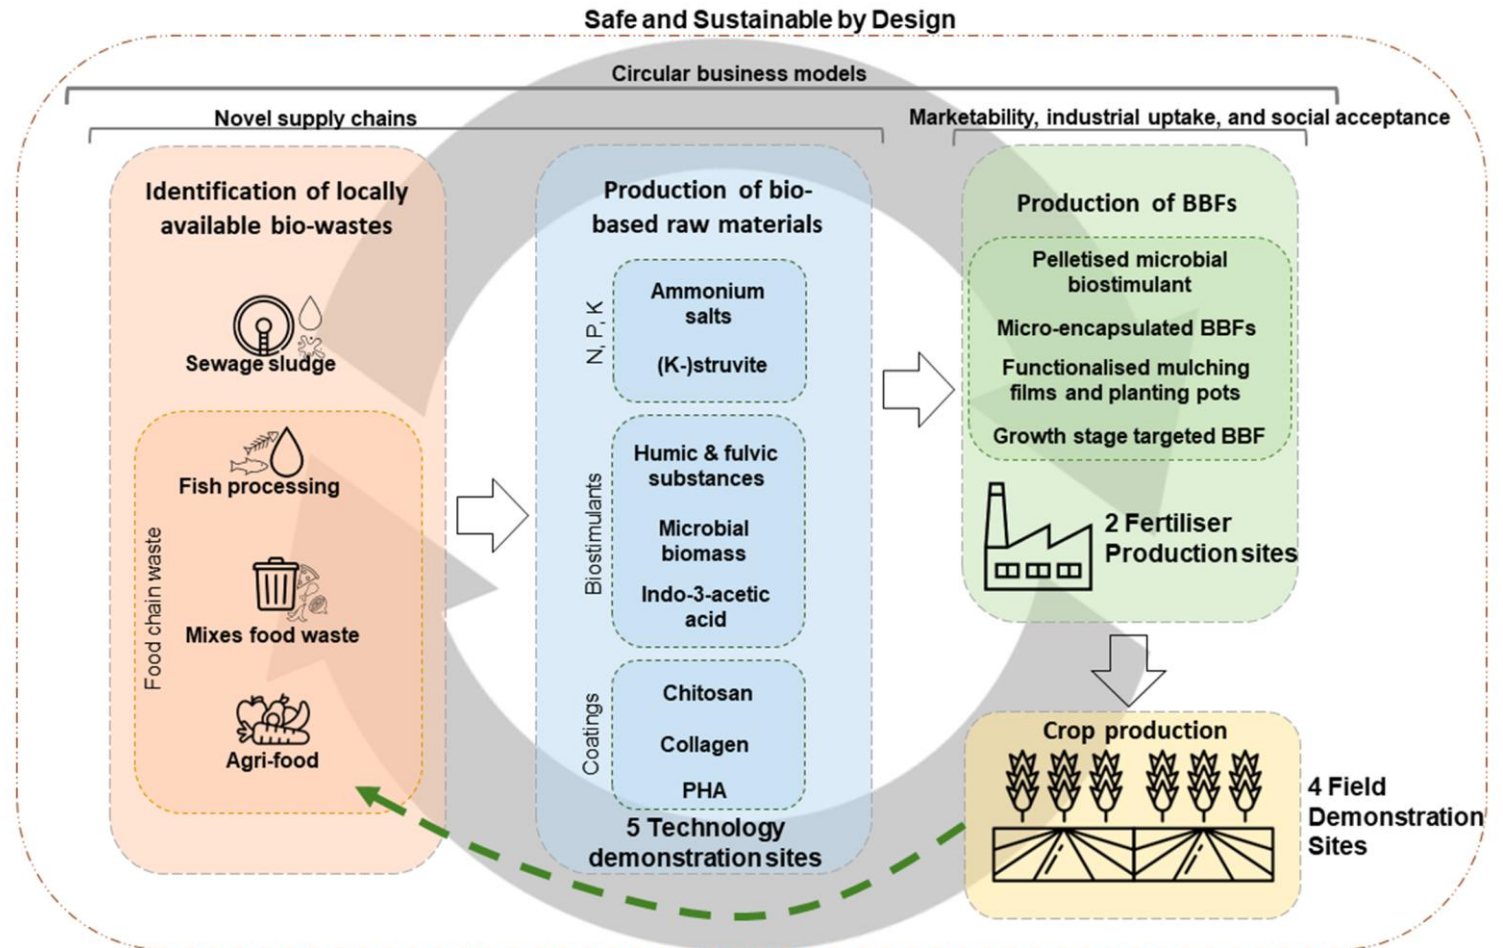 Safe and Sustainable by Design
Circular business models
Novel supply chains
Marketability, industrial uptake, and social acceptance
Identification of locally
available bio-wastes
Sewage sludge
Food chain waste
Fish processing
Mixes food waste
Agri-food
Production of bio-
based raw materials
N, P, K
Ammonium
salts
(K-)struvite
Biostimulants
Humic & fulvic
substances
Microbial
biomass
Indo-3-acetic
acid
Coatings
Chitosan
Collagen
PHA
5 Technology
demonstration sites
Production of BBFs
Pelletised microbial
biostimulant
Micro-encapsulated BBFs
Functionalised mulching
films and planting pots
Growth stage targeted BBF
2 Fertiliser
Production sites
Crop production
4 Field
Demonstration
Sites